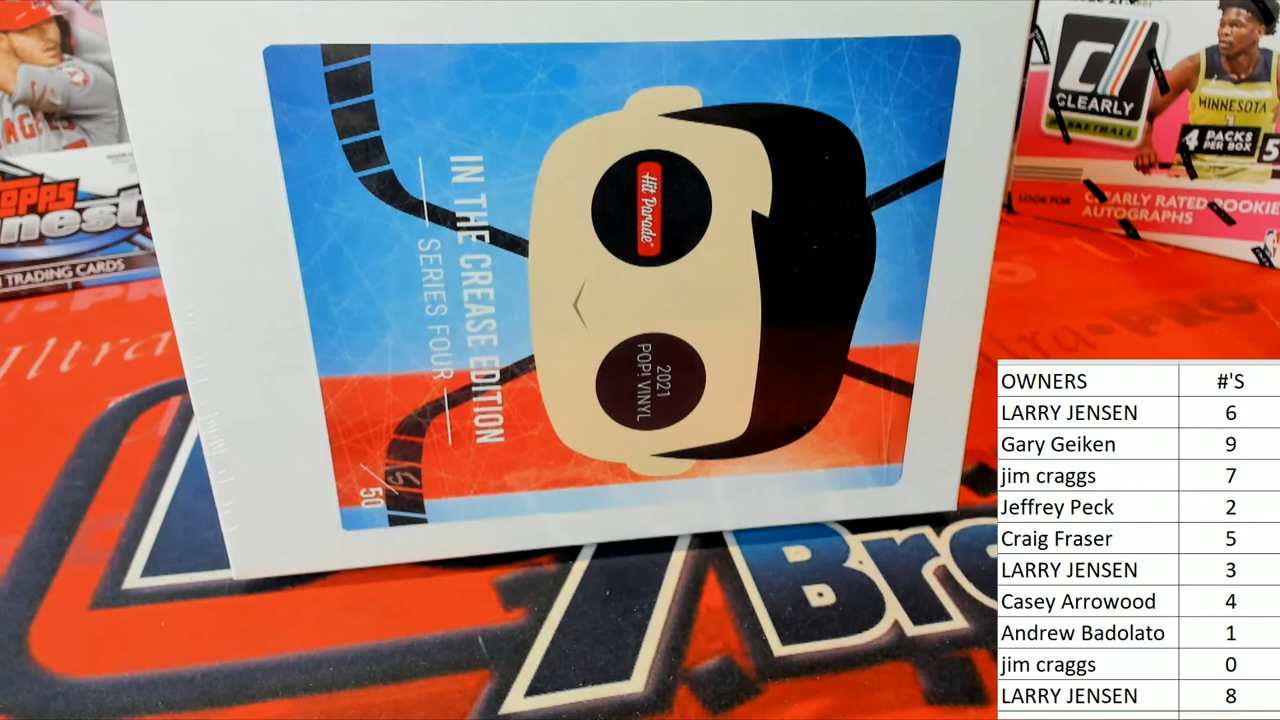 Hit Parade
2021
POP! VINYL
IN THE CREASE EDITION
SERIES FOUR
/50
TOPPS
TRADING CARDS
CLEARLY
BASKETBALL
MINNESOTA
1
4 PACKS
PER BOX
5
LOOK FOR
CLEARLY RATED ROOKIE
AUTOGRAPHS
Bro
OWNERS #'S
LARRY JENSEN 6
Gary Geiken 9
jim craggs 7
Jeffrey Peck 2
Craig Fraser 5
LARRY JENSEN 3
Casey Arrowood 4
Andrew Badolato 1
jim craggs 0
LARRY JENSEN 8